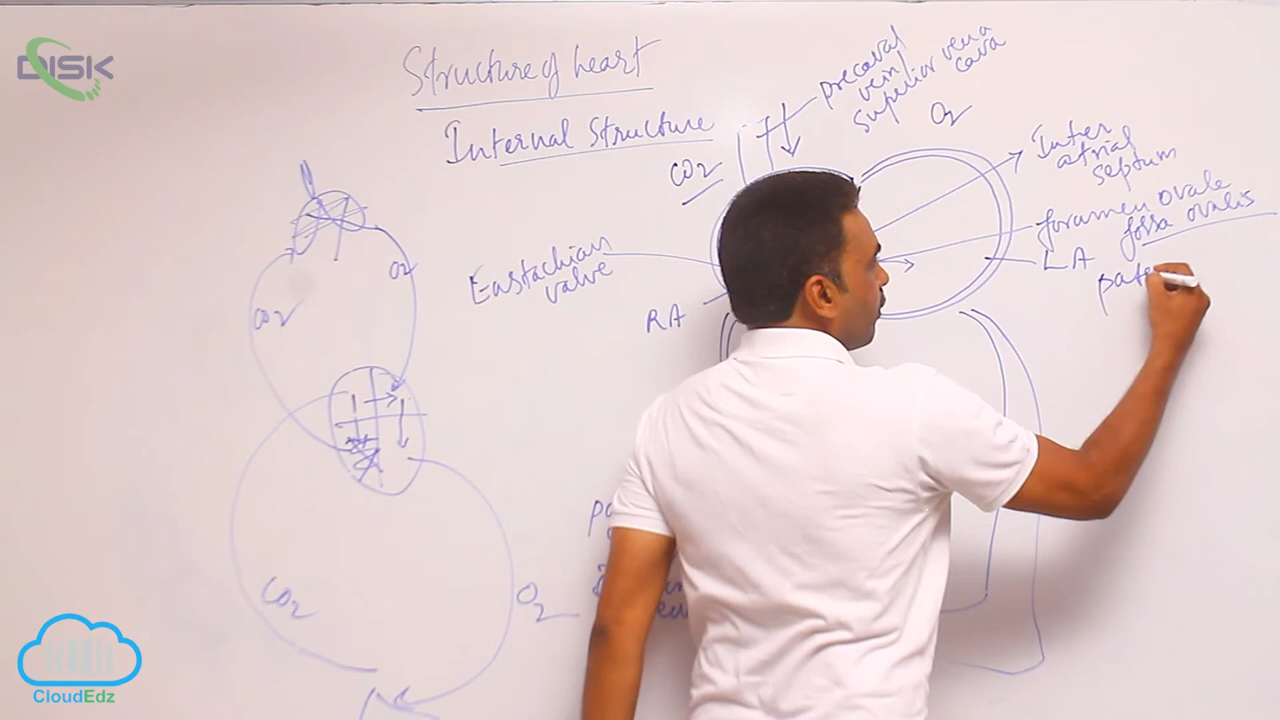 DISK
Structure of heart
Internal Structure
precaval
vein
superior vena
cava
CO2
O2
Inter
atrial
septum
foramen ovale
fossa ovalis
LA
pate
Eustachian
valve
RA
O2
CO2
CO2
O2
CloudEdz